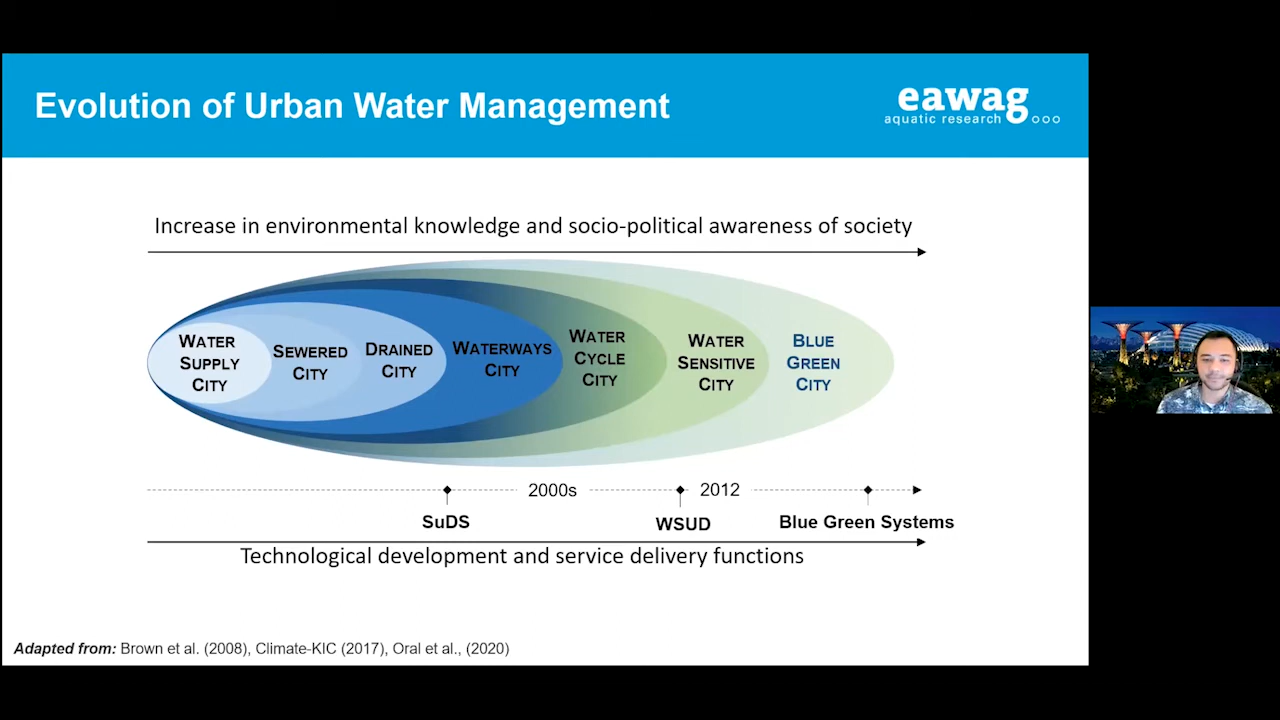 Evolution of Urban Water Management
eawag
aquatic research
Increase in environmental knowledge and socio-political awareness of society
WATER
SUPPLY
CITY
SEWERED
CITY
DRAINED
CITY
WATERWAYS
CITY
WATER
CYCLE
CITY
WATER
SENSITIVE
CITY
BLUE
GREEN
CITY
2000s
2012
SuDS
WSUD
Blue Green Systems
Technological development and service delivery functions
Adapted from: Brown et al. (2008), Climate-KIC (2017), Oral et al., (2020)